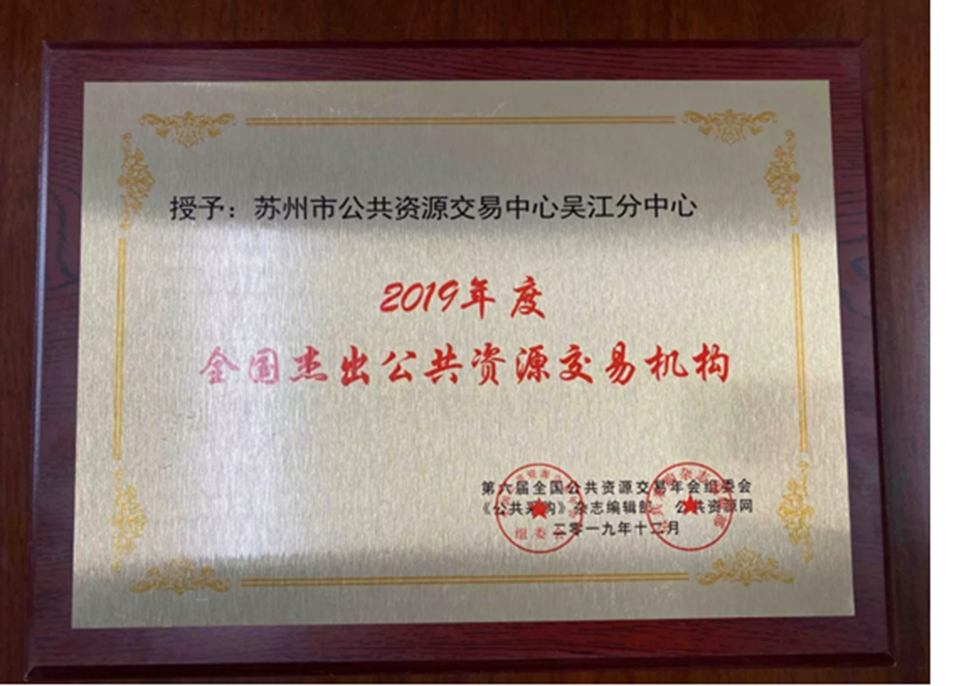 授予：苏州市公共资源交易中心吴江分中心
2019年度
全国杰出公共资源交易机构
第六届全国公共资源交易年会组委会
《公共采购》杂志编辑部 公共资源网
二零一九年十二月